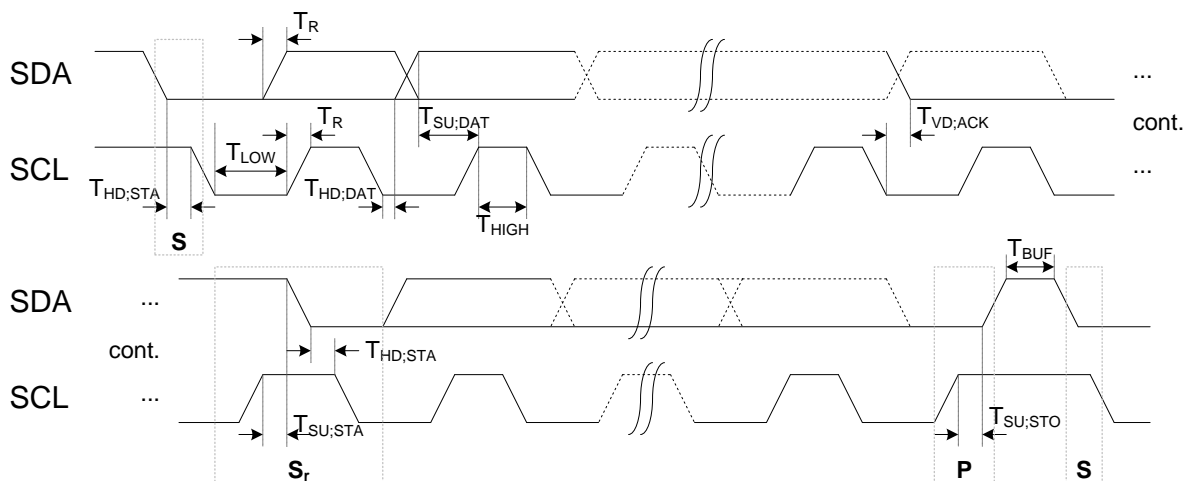 T_R
SDA
...
T_SU;DAT
T_R
T_VD;ACK
cont.
T_LOW
SCL
...
T_HD;STA
T_HD;DAT
T_HIGH
S
T_BUF
SDA
...
cont.
T_HD;STA
SCL
...
T_SU;STA
T_SU;STO
S_r
P
S